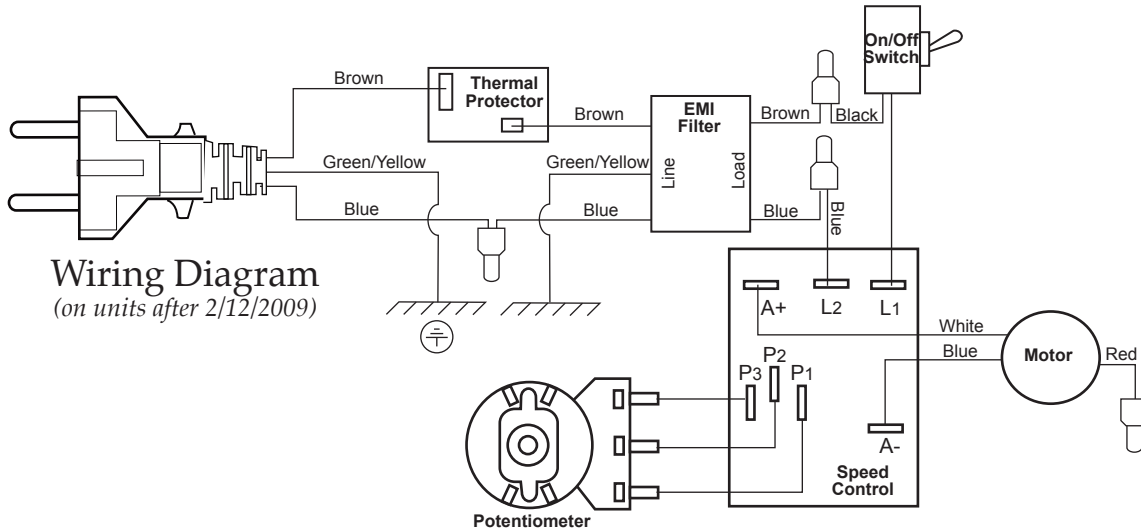 On/Off
Switch
Brown
Thermal
Protector
EMI
Filter
Brown
Brown
Black
Green/Yellow
Green/Yellow
Line
Load
Blue
Blue
Blue
Blue
Wiring Diagram
(on units after 2/12/2009)
A+
L2
L1
White
Blue
Motor
Red
P3
P2
P1
A-
Speed
Control
Potentiometer